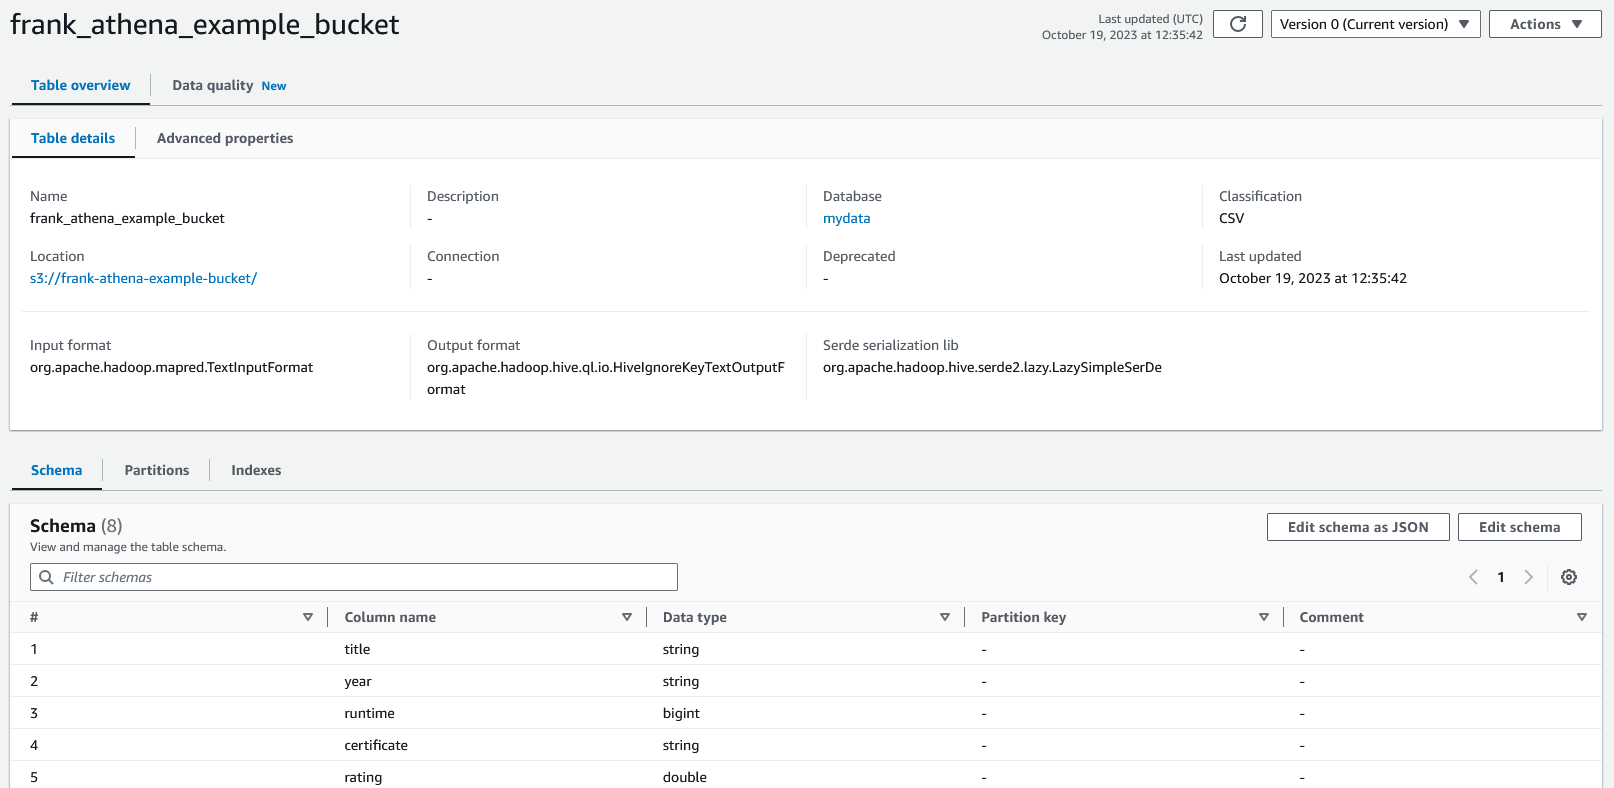 frank_athena_example_bucket
Last updated (UTC)
October 19, 2023 at 12:35:42
Version 0 (Current version)
Actions
Table overview
Data quality New
Table details
Advanced properties
Name
frank_athena_example_bucket
Description
-
Database
mydata
Classification
CSV
Location
s3://frank-athena-example-bucket/
Connection
-
Deprecated
-
Last updated
October 19, 2023 at 12:35:42
Input format
org.apache.hadoop.mapred.TextInputFormat
Output format
org.apache.hadoop.hive.ql.io.HiveIgnoreKeyTextOutputF
ormat
Serde serialization lib
org.apache.hadoop.hive.serde2.lazy.LazySimpleSerDe
Schema
Partitions
Indexes
Schema (8)
View and manage the table schema.
Edit schema as JSON
Edit schema
Filter schemas
1
# Column name Data type Partition key Comment
1 title string - -
2 year string - -
3 runtime bigint - -
4 certificate string - -
5 rating double - -